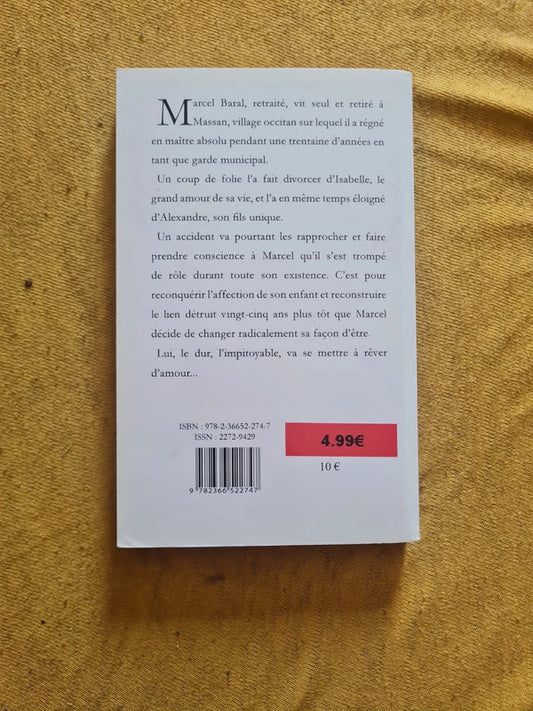 Marcel Baral, retraité, vit seul et retiré à
Massan, village occitan sur lequel il a régné
en maître absolu pendant une trentaine d'années en
tant que garde municipal.
Un coup de folie l'a fait divorcer d'Isabelle, le
grand amour de sa vie, et l'a en même temps éloigné
d'Alexandre, son fils unique.
Un accident va pourtant les rapprocher et faire
prendre conscience à Marcel qu'il s'est trompé
de rôle durant toute son existence. C'est pour
reconquérir l'affection de son enfant et reconstruire
le lien détruit vingt-cinq ans plus tôt que Marcel
décide de changer radicalement sa façon d'être.
Lui, le dur, l'impitoyable, va se mettre à rêver
d'amour...
ISBN : 978-2-36652-274-7
ISSN : 2272-9429
4.99€
10 €
9 782366 522747